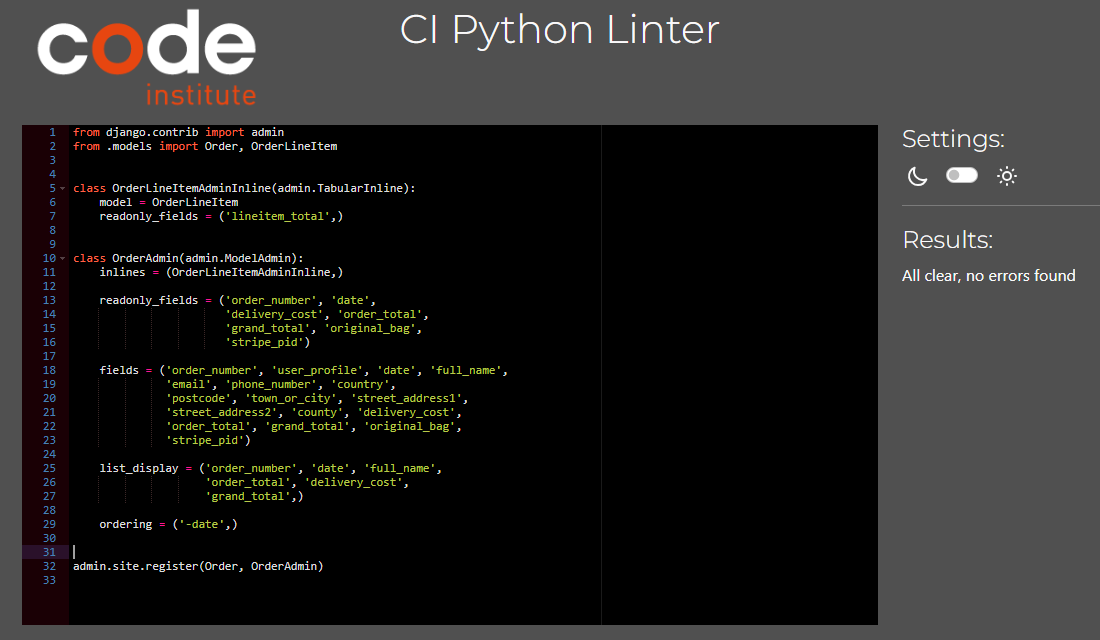 code
institute
CI Python Linter
Settings:
Results:
All clear, no errors found
1 from django.contrib import admin
2 from .models import Order, OrderLineItem
3
4
5 class OrderLineItemAdminInline(admin.TabularInline):
6     model = OrderLineItem
7     readonly_fields = ('lineitem_total',)
8
9
10 class OrderAdmin(admin.ModelAdmin):
11     inlines = (OrderLineItemAdminInline,)
12
13     readonly_fields = ('order_number', 'date',
14                        'delivery_cost', 'order_total',
15                        'grand_total', 'original_bag',
16                        'stripe_pid')
17
18     fields = ('order_number', 'user_profile', 'date', 'full_name',
19               'email', 'phone_number', 'country',
20               'postcode', 'town_or_city', 'street_address1',
21               'street_address2', 'county', 'delivery_cost',
22               'order_total', 'grand_total', 'original_bag',
23               'stripe_pid')
24
25     list_display = ('order_number', 'date', 'full_name',
26                     'order_total', 'delivery_cost',
27                     'grand_total',)
28
29     ordering = ('-date',)
30
31
32 admin.site.register(Order, OrderAdmin)
33